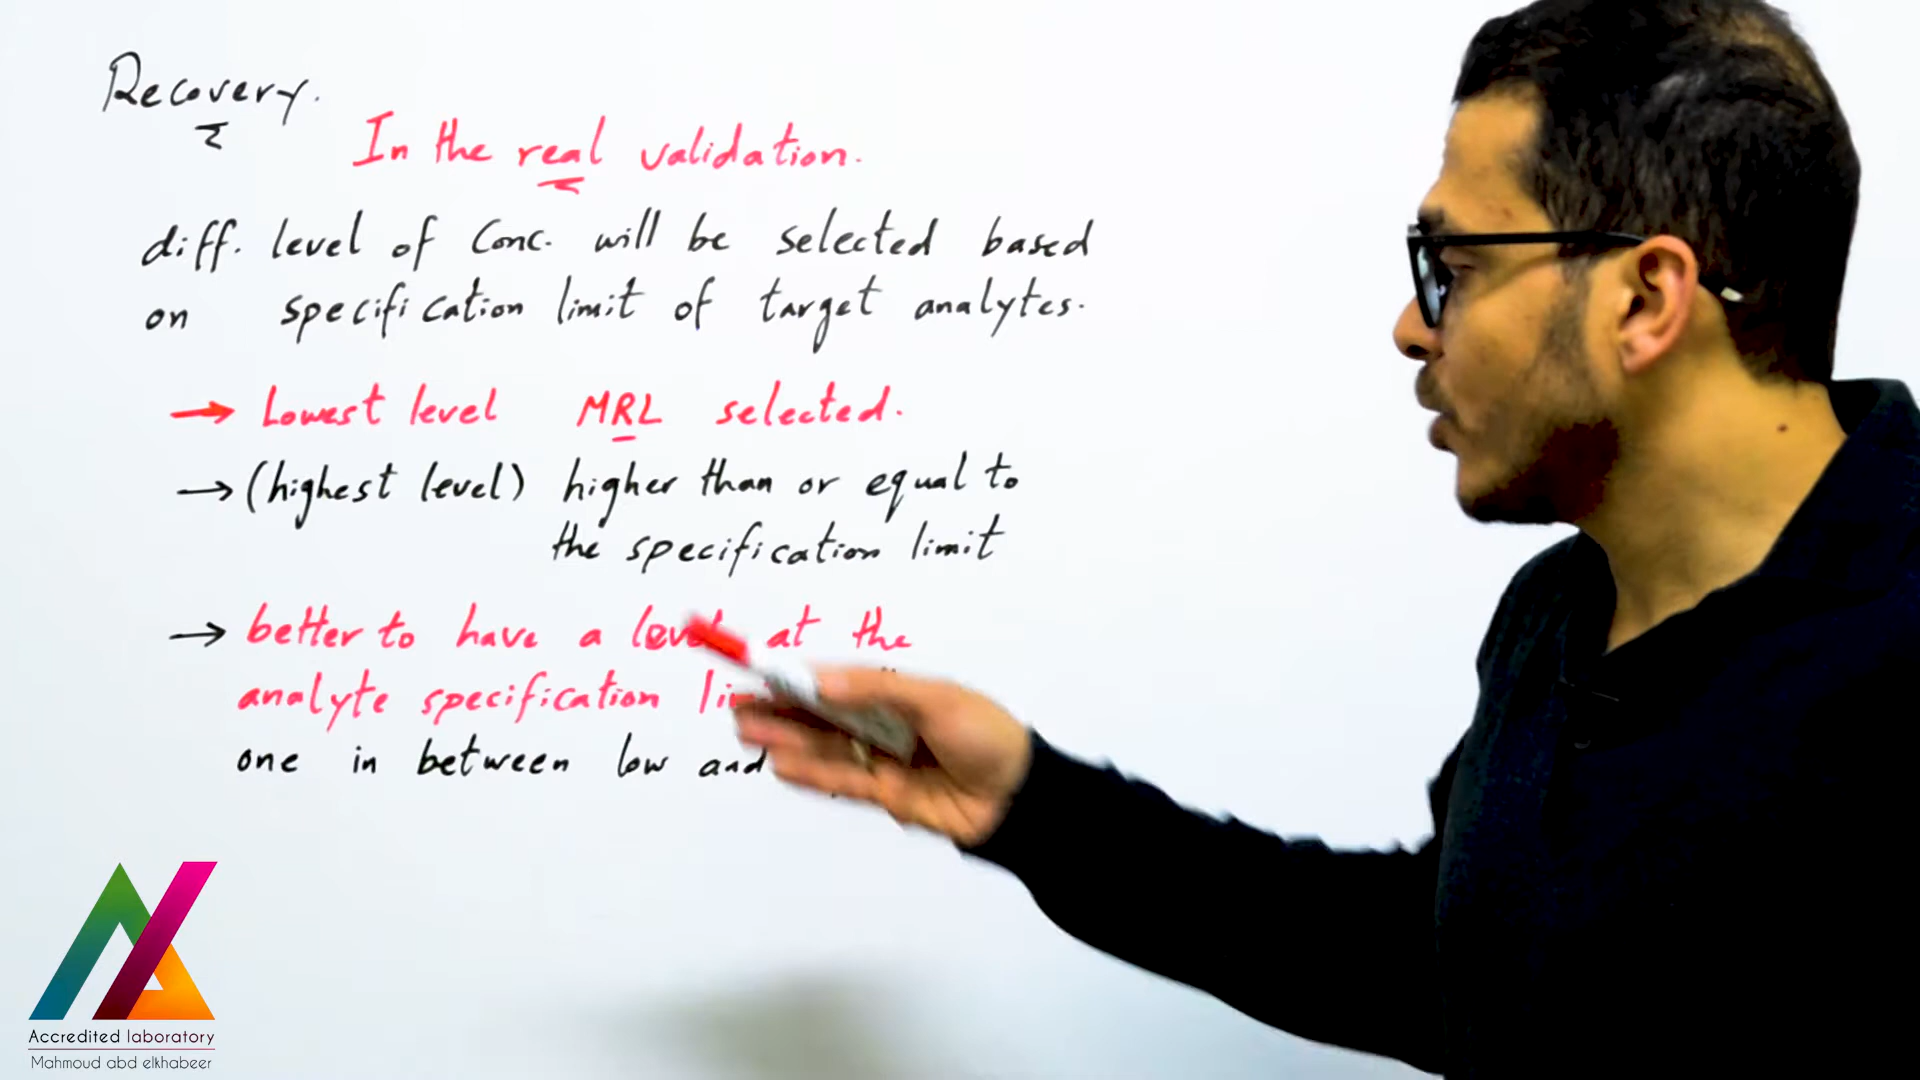 Recovery.
In the real validation.
diff. level of Conc. will be selected based
on specification limit of target analytes.
→ Lowest level MRL selected.
→ (highest level) higher than or equal to
the specification limit
→ better to have a level at the
analyte specification
one in between low and
Accredited laboratory
Mahmoud abd elkhabeer